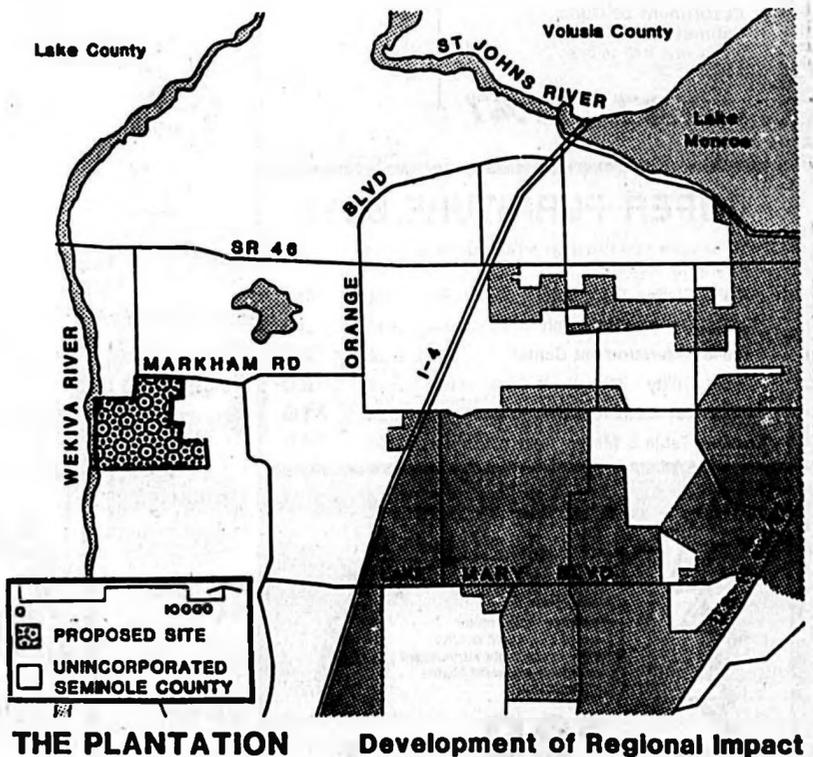 Lake County
Volusia County
ST JOHNS RIVER
Lake
Monroe
ORANGE BLVD
SR 46
MARKHAM RD
I-4
WEKIVA RIVER
MARY BLVD
0 10000
PROPOSED SITE
UNINCORPORATED
SEMINOLE COUNTY
THE PLANTATION
Development of Regional Impact